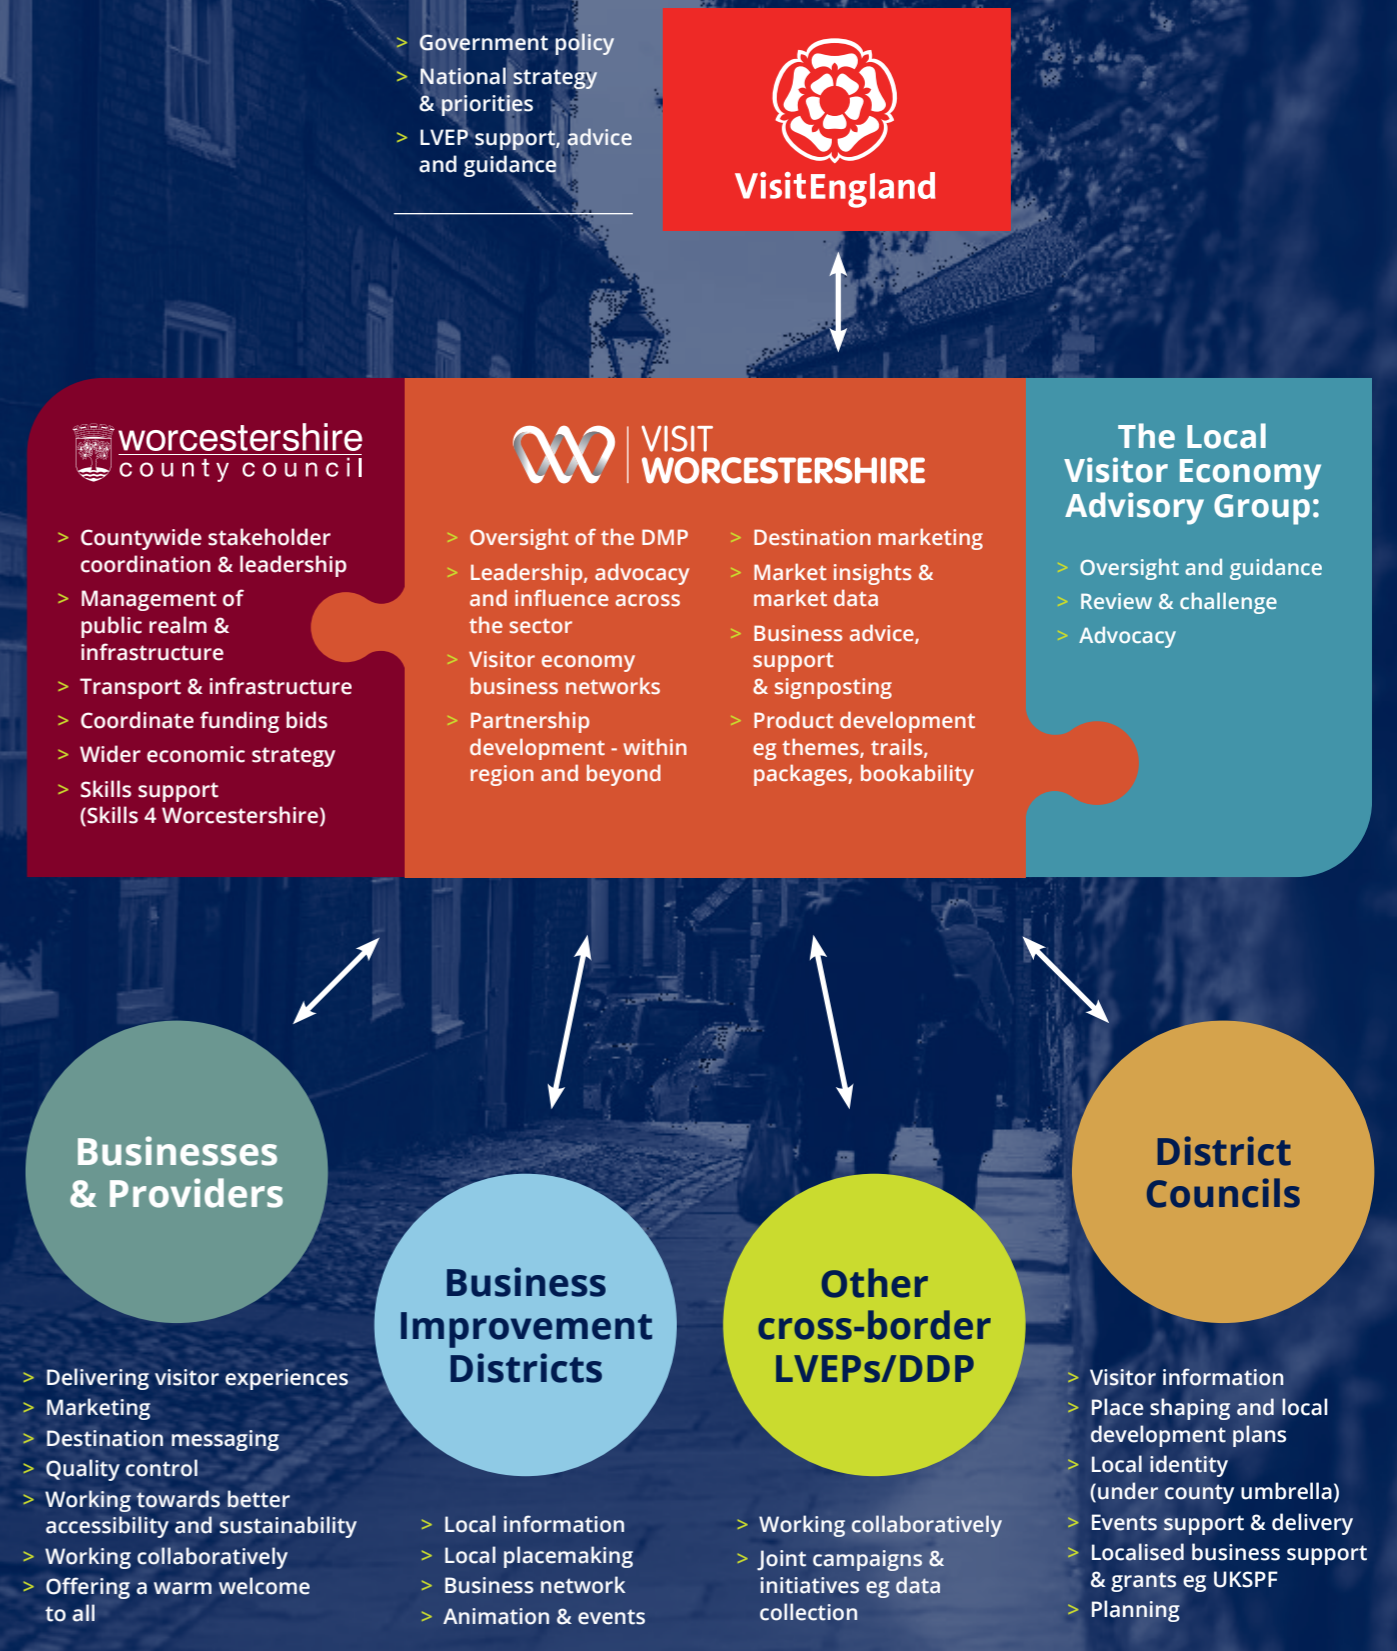 > Government policy
> National strategy
& priorities
> LVEP support, advice
and guidance
VisitEngland
worcestershire
county council
> Countywide stakeholder
coordination & leadership
> Management of
public realm &
infrastructure
> Transport & infrastructure
> Coordinate funding bids
> Wider economic strategy
> Skills support
(Skills 4 Worcestershire)
VISIT
WORCESTERSHIRE
> Oversight of the DMP
> Leadership, advocacy
and influence across
the sector
> Visitor economy
business networks
> Partnership
development - within
region and beyond
> Destination marketing
> Market insights &
market data
> Business advice,
support
& signposting
> Product development
eg themes, trails,
packages, bookability
The Local
Visitor Economy
Advisory Group:
> Oversight and guidance
> Review & challenge
> Advocacy
Businesses
& Providers
> Delivering visitor experiences
> Marketing
> Destination messaging
> Quality control
> Working towards better
accessibility and sustainability
> Working collaboratively
> Offering a warm welcome
to all
Business
Improvement
Districts
> Local information
> Local placemaking
> Business network
> Animation & events
Other
cross-border
LVEPs/DDP
> Working collaboratively
> Joint campaigns &
initiatives eg data
collection
District
Councils
> Visitor information
> Place shaping and local
development plans
> Local identity
(under county umbrella)
> Events support & delivery
> Localised business support
& grants eg UKSPF
> Planning